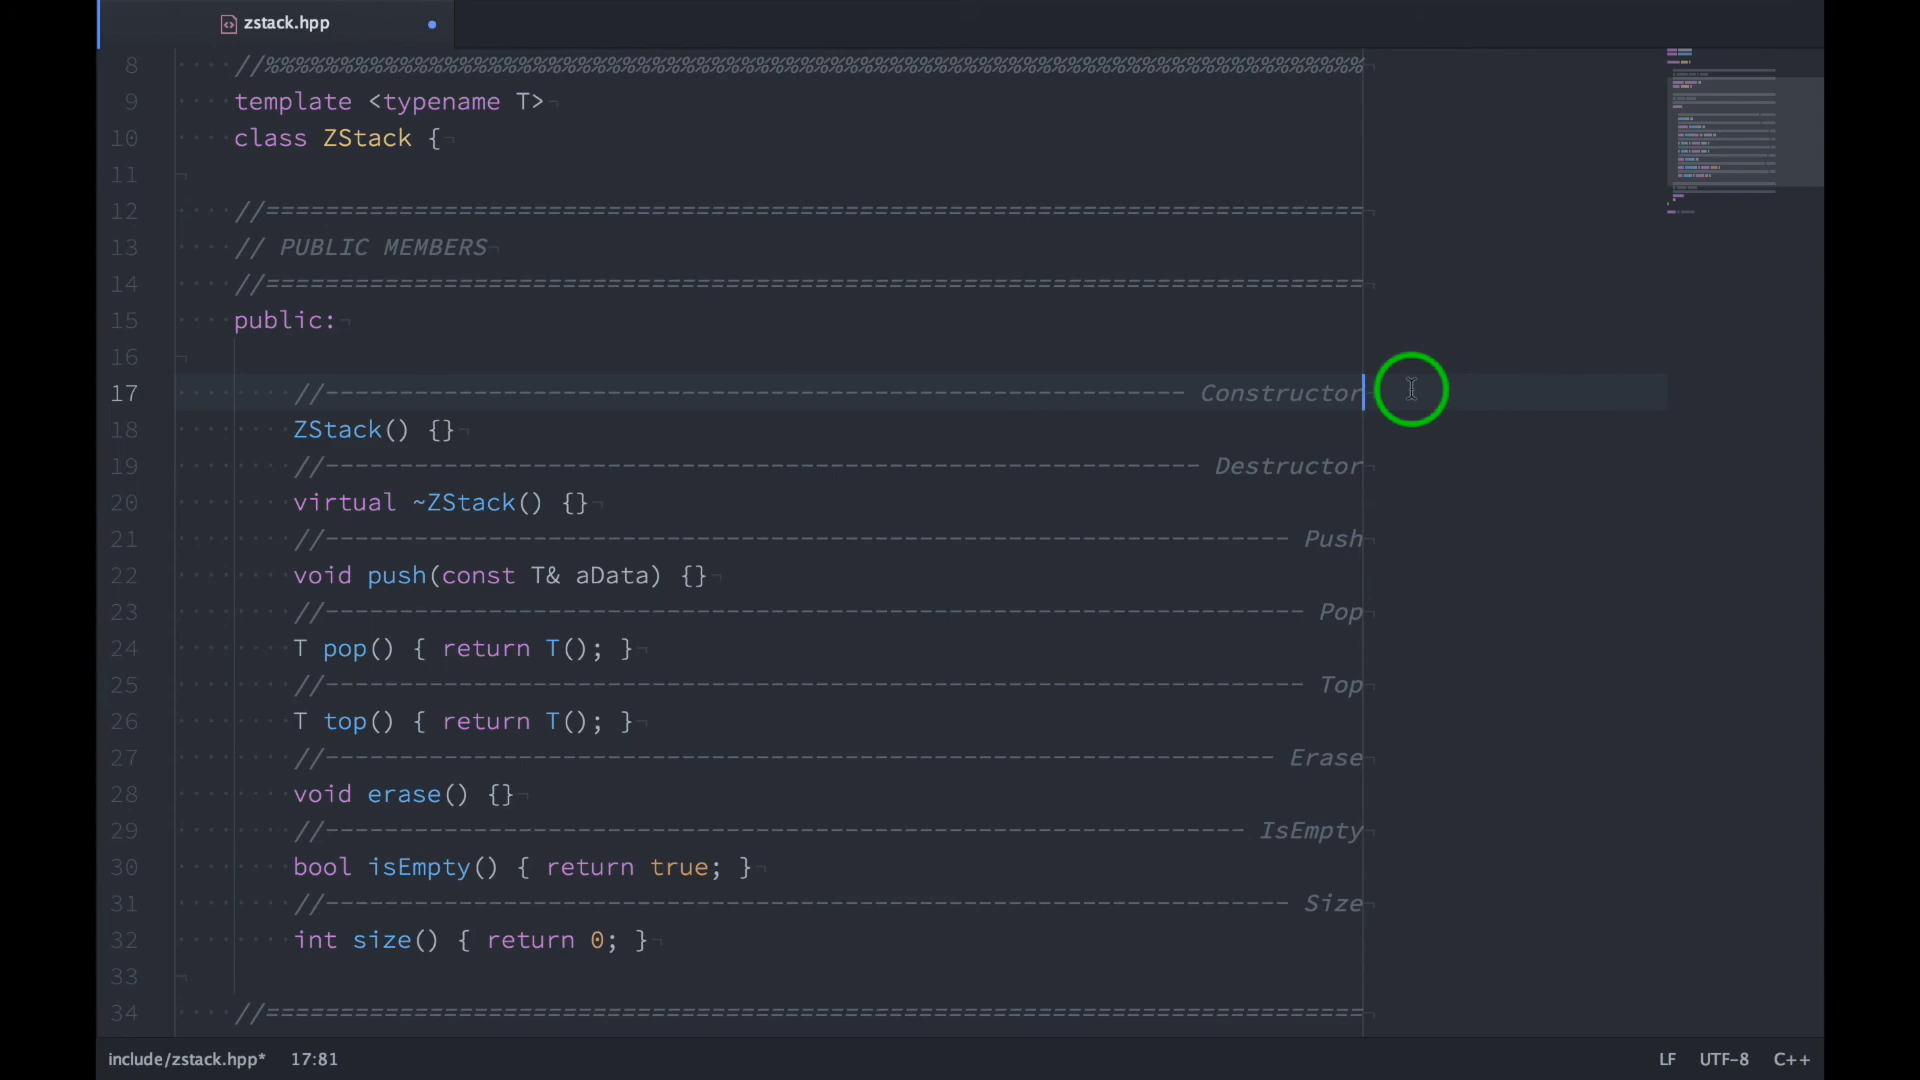 zstack.hpp
8 //%%%%%%%%%%%%%%%%%%%%%%%%%%%%%%%%%%%%%%%%%%%%%%%%%%%%%%%%%%%%%%%%%%%%%%%%%%
9 template <typename T>
10 class ZStack {
11
12 //==========================================================================
13 // PUBLIC MEMBERS
14 //==========================================================================
15 public:
16
17 //---------------------------------------------------------- Constructor
18 ZStack() {}
19 //----------------------------------------------------------- Destructor
20 virtual ~ZStack() {}
21 //----------------------------------------------------------------- Push
22 void push(const T& aData) {}
23 //------------------------------------------------------------------ Pop
24 T pop() { return T(); }
25 //------------------------------------------------------------------ Top
26 T top() { return T(); }
27 //---------------------------------------------------------------- Erase
28 void erase() {}
29 //-------------------------------------------------------------- IsEmpty
30 bool isEmpty() { return true; }
31 //----------------------------------------------------------------- Size
32 int size() { return 0; }
33
34 //==========================================================================
include/zstack.hpp* 17:81 LF UTF-8 C++